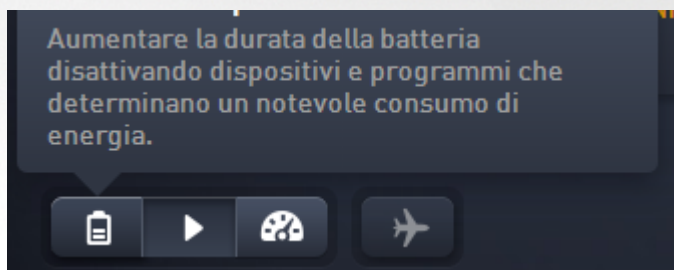 Aumentare la durata della batteria
disattivando dispositivi e programmi che
determinano un notevole consumo di
energia.